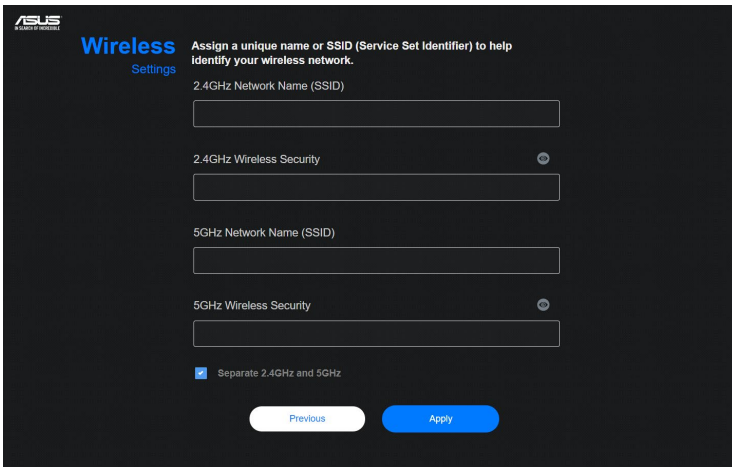 ASUS
IN SEARCH OF INCREDIBLE
Wireless
Settings
Assign a unique name or SSID (Service Set Identifier) to help
identify your wireless network.
2.4GHz Network Name (SSID)
2.4GHz Wireless Security
5GHz Network Name (SSID)
5GHz Wireless Security
Separate 2.4GHz and 5GHz
Previous
Apply